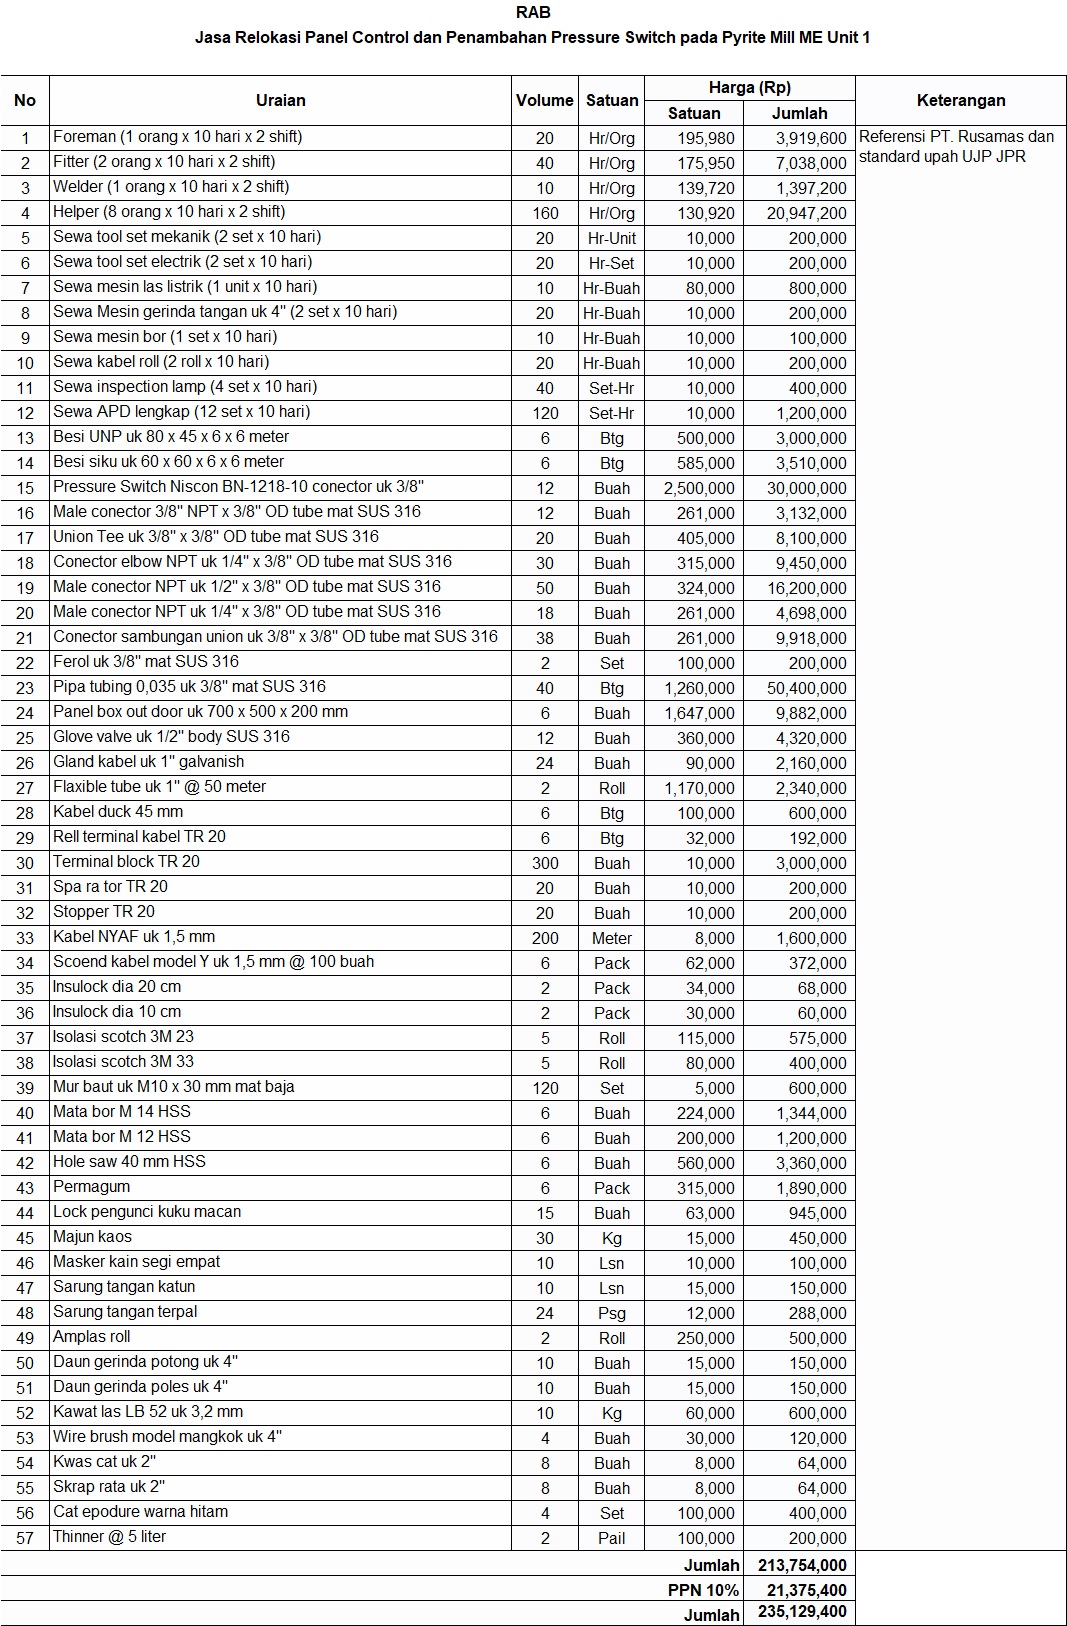 RAB
Jasa Relokasi Panel Control dan Penambahan Pressure Switch pada Pyrite Mill ME Unit 1
No Uraian Volume Satuan Harga (Rp) Keterangan
Satuan Jumlah
1 Foreman (1 orang x 10 hari x 2 shift) 20 Hr/Org 195,980 3,919,600 Referensi PT. Rusamas dan
standard upah UJP JPR
2 Fitter (2 orang x 10 hari x 2 shift) 40 Hr/Org 175,950 7,038,000
3 Welder (1 orang x 10 hari x 2 shift) 10 Hr/Org 139,720 1,397,200
4 Helper (8 orang x 10 hari x 2 shift) 160 Hr/Org 130,920 20,947,200
5 Sewa tool set mekanik (2 set x 10 hari) 20 Hr-Unit 10,000 200,000
6 Sewa tool set electrik (2 set x 10 hari) 20 Hr-Set 10,000 200,000
7 Sewa mesin las listrik (1 unit x 10 hari) 10 Hr-Buah 80,000 800,000
8 Sewa Mesin gerinda tangan uk 4" (2 set x 10 hari) 20 Hr-Buah 10,000 200,000
9 Sewa mesin bor (1 set x 10 hari) 10 Hr-Buah 10,000 100,000
10 Sewa kabel roll (2 roll x 10 hari) 20 Hr-Buah 10,000 200,000
11 Sewa inspection lamp (4 set x 10 hari) 40 Set-Hr 10,000 400,000
12 Sewa APD lengkap (12 set x 10 hari) 120 Set-Hr 10,000 1,200,000
13 Besi UNP uk 80 x 45 x 6 x 6 meter 6 Btg 500,000 3,000,000
14 Besi siku uk 60 x 60 x 6 x 6 meter 6 Btg 585,000 3,510,000
15 Pressure Switch Niscon BN-1218-10 conector uk 3/8" 12 Buah 2,500,000 30,000,000
16 Male conector 3/8" NPT x 3/8" OD tube mat SUS 316 12 Buah 261,000 3,132,000
17 Union Tee uk 3/8" x 3/8" OD tube mat SUS 316 20 Buah 405,000 8,100,000
18 Conector elbow NPT uk 1/4" x 3/8" OD tube mat SUS 316 30 Buah 315,000 9,450,000
19 Male conector NPT uk 1/2" x 3/8" OD tube mat SUS 316 50 Buah 324,000 16,200,000
20 Male conector NPT uk 1/4" x 3/8" OD tube mat SUS 316 18 Buah 261,000 4,698,000
21 Conector sambungan union uk 3/8" x 3/8" OD tube mat SUS 316 38 Buah 261,000 9,918,000
22 Ferol uk 3/8" mat SUS 316 2 Set 100,000 200,000
23 Pipa tubing 0,035 uk 3/8" mat SUS 316 40 Btg 1,260,000 50,400,000
24 Panel box out door uk 700 x 500 x 200 mm 6 Buah 1,647,000 9,882,000
25 Glove valve uk 1/2" body SUS 316 12 Buah 360,000 4,320,000
26 Gland kabel uk 1" galvanish 24 Buah 90,000 2,160,000
27 Flaxible tube uk 1" @ 50 meter 2 Roll 1,170,000 2,340,000
28 Kabel duck 45 mm 6 Btg 100,000 600,000
29 Rell terminal kabel TR 20 6 Btg 32,000 192,000
30 Terminal block TR 20 300 Buah 10,000 3,000,000
31 Spa ra tor TR 20 20 Buah 10,000 200,000
32 Stopper TR 20 20 Buah 10,000 200,000
33 Kabel NYAF uk 1,5 mm 200 Meter 8,000 1,600,000
34 Scoend kabel model Y uk 1,5 mm @ 100 buah 6 Pack 62,000 372,000
35 Insulock dia 20 cm 2 Pack 34,000 68,000
36 Insulock dia 10 cm 2 Pack 30,000 60,000
37 Isolasi scotch 3M 23 5 Roll 115,000 575,000
38 Isolasi scotch 3M 33 5 Roll 80,000 400,000
39 Mur baut uk M10 x 30 mm mat baja 120 Set 5,000 600,000
40 Mata bor M 14 HSS 6 Buah 224,000 1,344,000
41 Mata bor M 12 HSS 6 Buah 200,000 1,200,000
42 Hole saw 40 mm HSS 6 Buah 560,000 3,360,000
43 Permagum 6 Pack 315,000 1,890,000
44 Lock pengunci kuku macan 15 Buah 63,000 945,000
45 Majun kaos 30 Kg 15,000 450,000
46 Masker kain segi empat 10 Lsn 10,000 100,000
47 Sarung tangan katun 10 Lsn 15,000 150,000
48 Sarung tangan terpal 24 Psg 12,000 288,000
49 Amplas roll 2 Roll 250,000 500,000
50 Daun gerinda potong uk 4" 10 Buah 15,000 150,000
51 Daun gerinda poles uk 4" 10 Buah 15,000 150,000
52 Kawat las LB 52 uk 3,2 mm 10 Kg 60,000 600,000
53 Wire brush model mangkok uk 4" 4 Buah 30,000 120,000
54 Kwas cat uk 2" 8 Buah 8,000 64,000
55 Skrap rata uk 2" 8 Buah 8,000 64,000
56 Cat epodure warna hitam 4 Set 100,000 400,000
57 Thinner @ 5 liter 2 Pail 100,000 200,000
Jumlah 213,754,000
PPN 10% 21,375,400
Jumlah 235,129,400